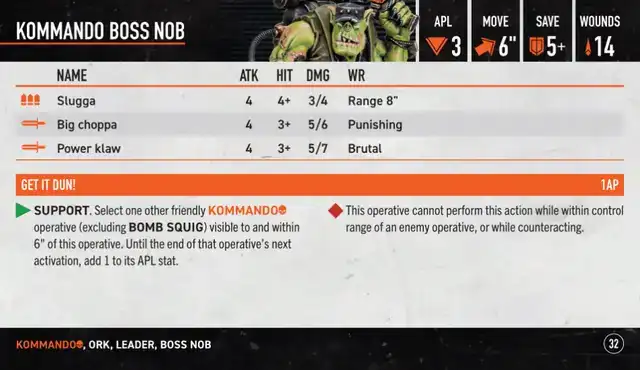 KOMMANDO BOSS NOB
APL
3
MOVE
6"
SAVE
5+
WOUNDS
14
NAME ATK HIT DMG WR
Slugga 4 4+ 3/4 Range 8"
Big choppa 4 3+ 5/6 Punishing
Power klaw 4 3+ 5/7 Brutal
GET IT DUN! 1AP
SUPPORT. Select one other friendly KOMMANDO
operative (excluding BOMB SQUIG) visible to and within
6" of this operative. Until the end of that operative's next
activation, add 1 to its APL stat.
This operative cannot perform this action while within control
range of an enemy operative, or while counteracting.
KOMMANDO, ORK, LEADER, BOSS NOB
32